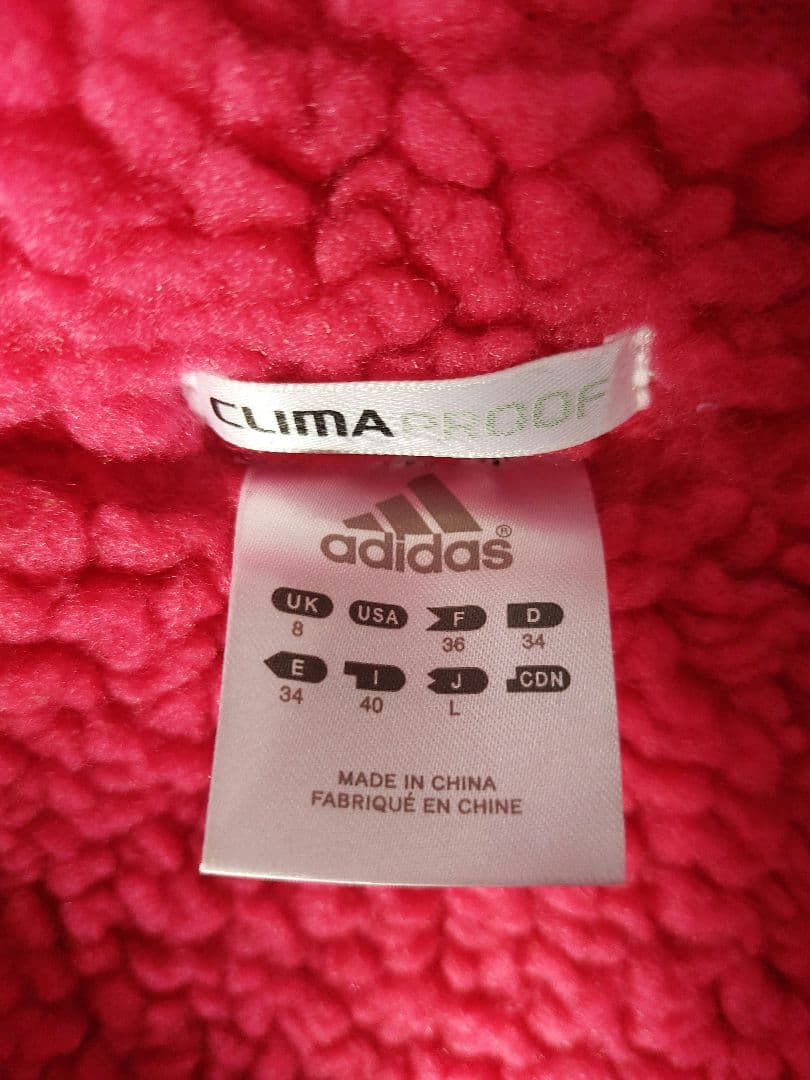 CLIMAPROOF
adidas®
UK USA F D
8 36 34
E I J CDN
34 40 L
MADE IN CHINA
FABRIQUÉ EN CHINE